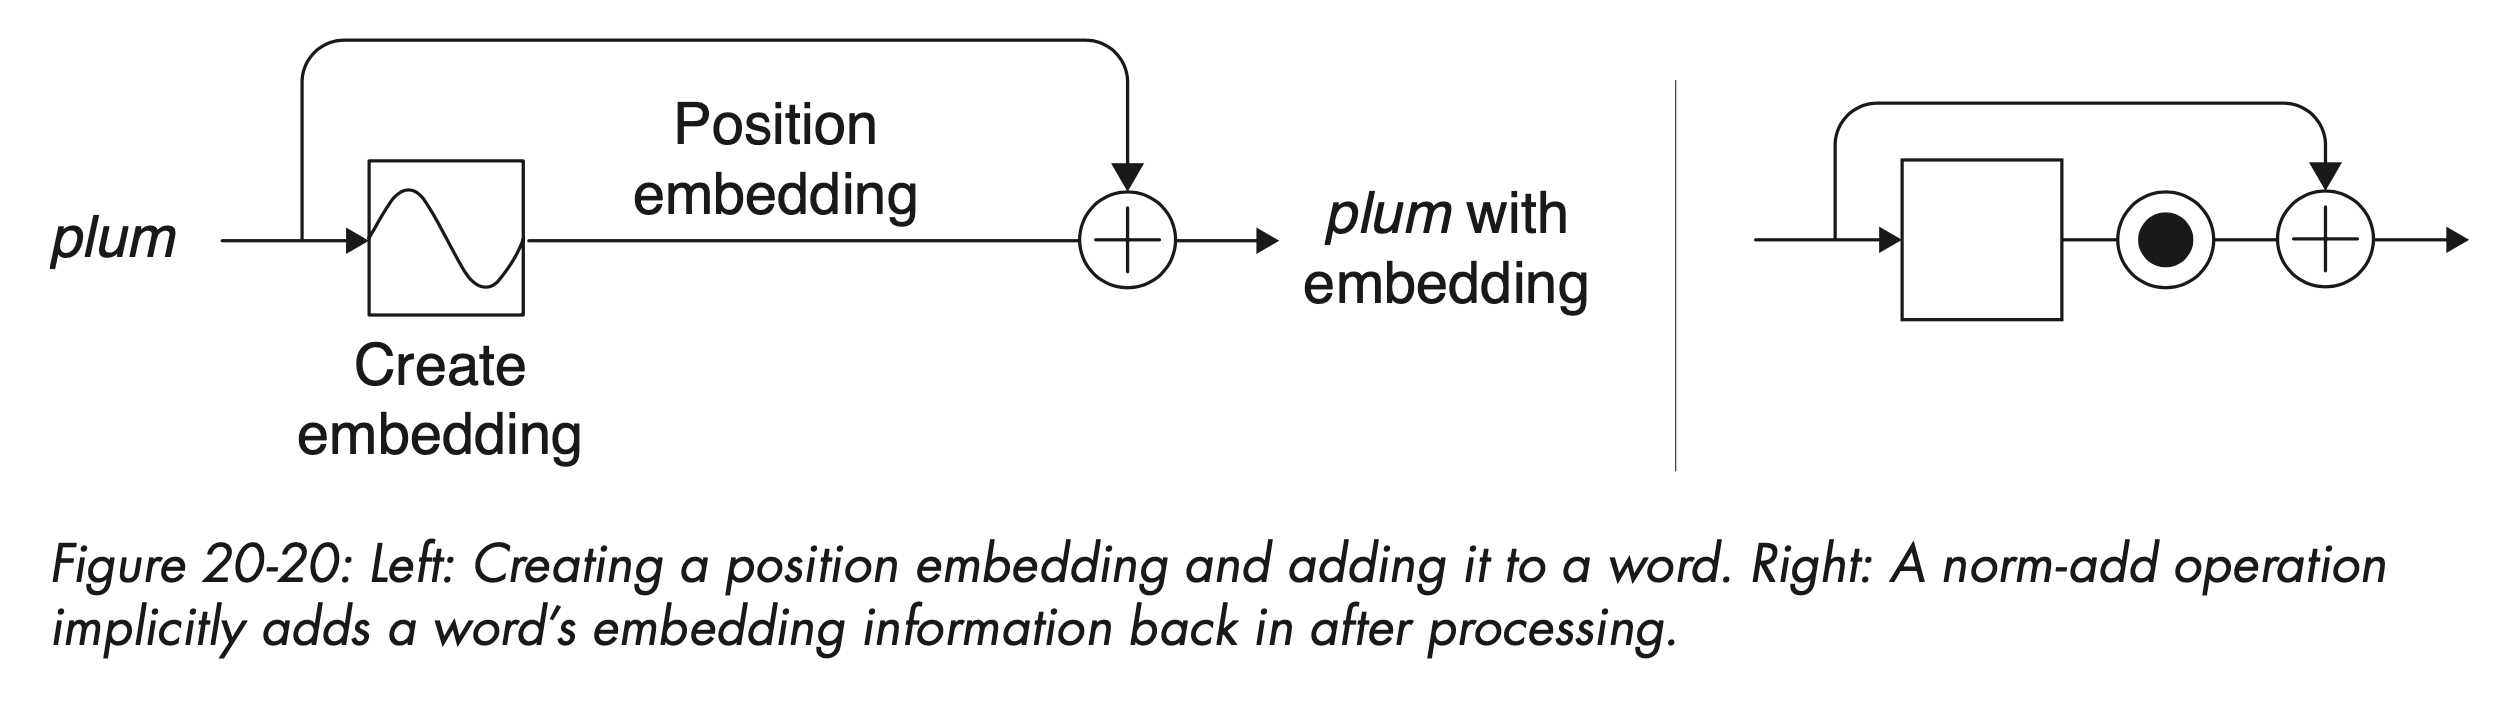 plum
Position
embedding
Create
embedding
plum with
embedding
Figure 20-20: Left: Creating a position embedding and adding it to a word. Right: A norm-add operation
implicitly adds a word’s embedding information back in after processing.